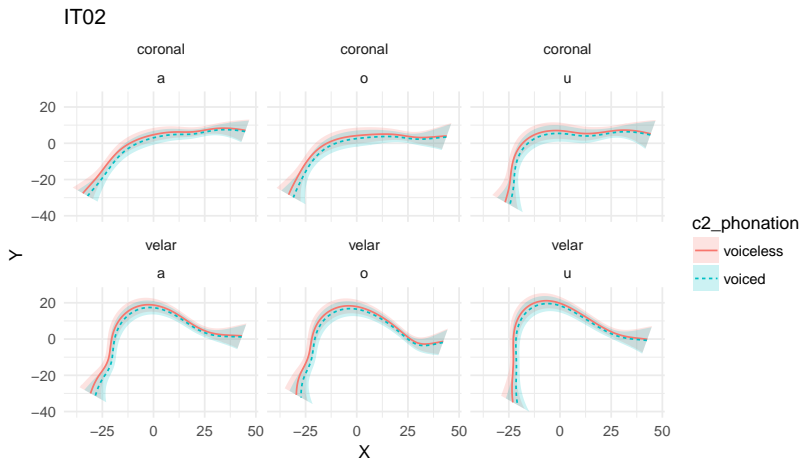 IT02
coronal coronal coronal
a o u
20
0
−20
−40
velar velar velar
a o u
20
0
−20
−40
−25 0 25 50 −25 0 25 50 −25 0 25 50
X
Y
c2_phonation
voiceless
voiced